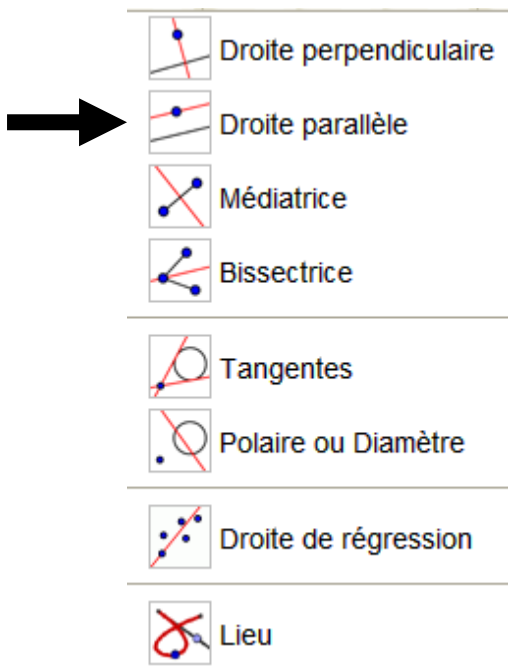 Droite perpendiculaire
Droite parallèle
Médiatrice
Bissectrice
Tangentes
Polaire ou Diamètre
Droite de régression
Lieu